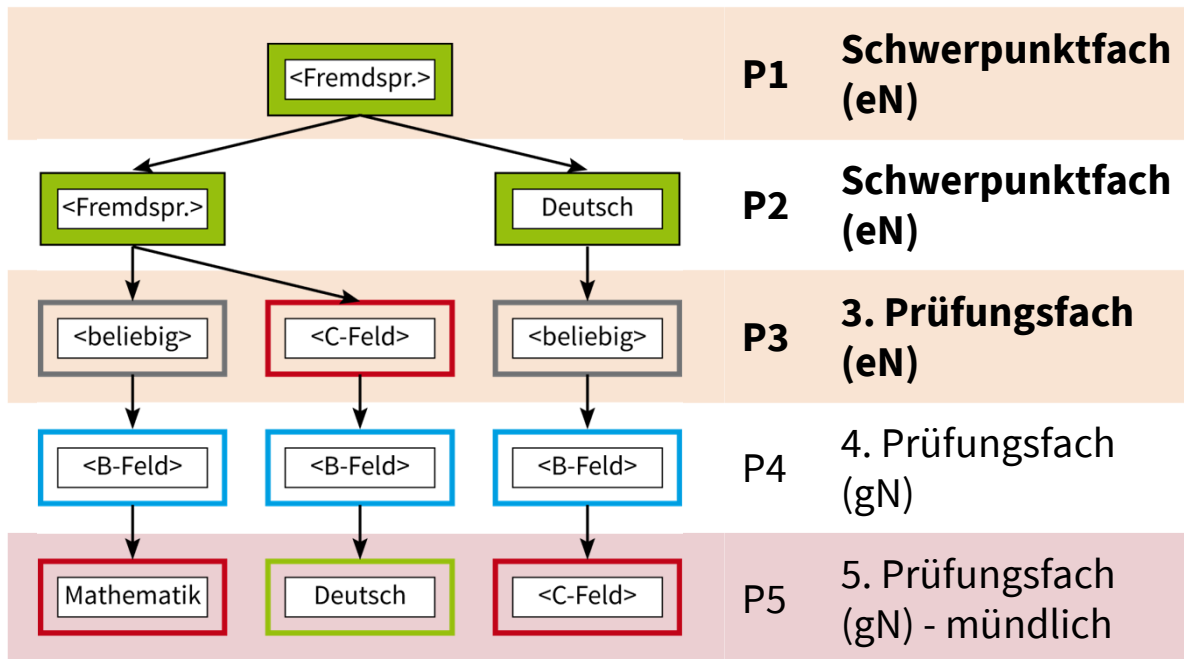 <Fremdspr.>
P1
Schwerpunktfach
(eN)
<Fremdspr.>
Deutsch
P2
Schwerpunktfach
(eN)
<beliebig>
<C-Feld>
<beliebig>
P3
3. Prüfungsfach
(eN)
<B-Feld>
<B-Feld>
<B-Feld>
P4
4. Prüfungsfach
(gN)
Mathematik
Deutsch
<C-Feld>
P5
5. Prüfungsfach
(gN) - mündlich